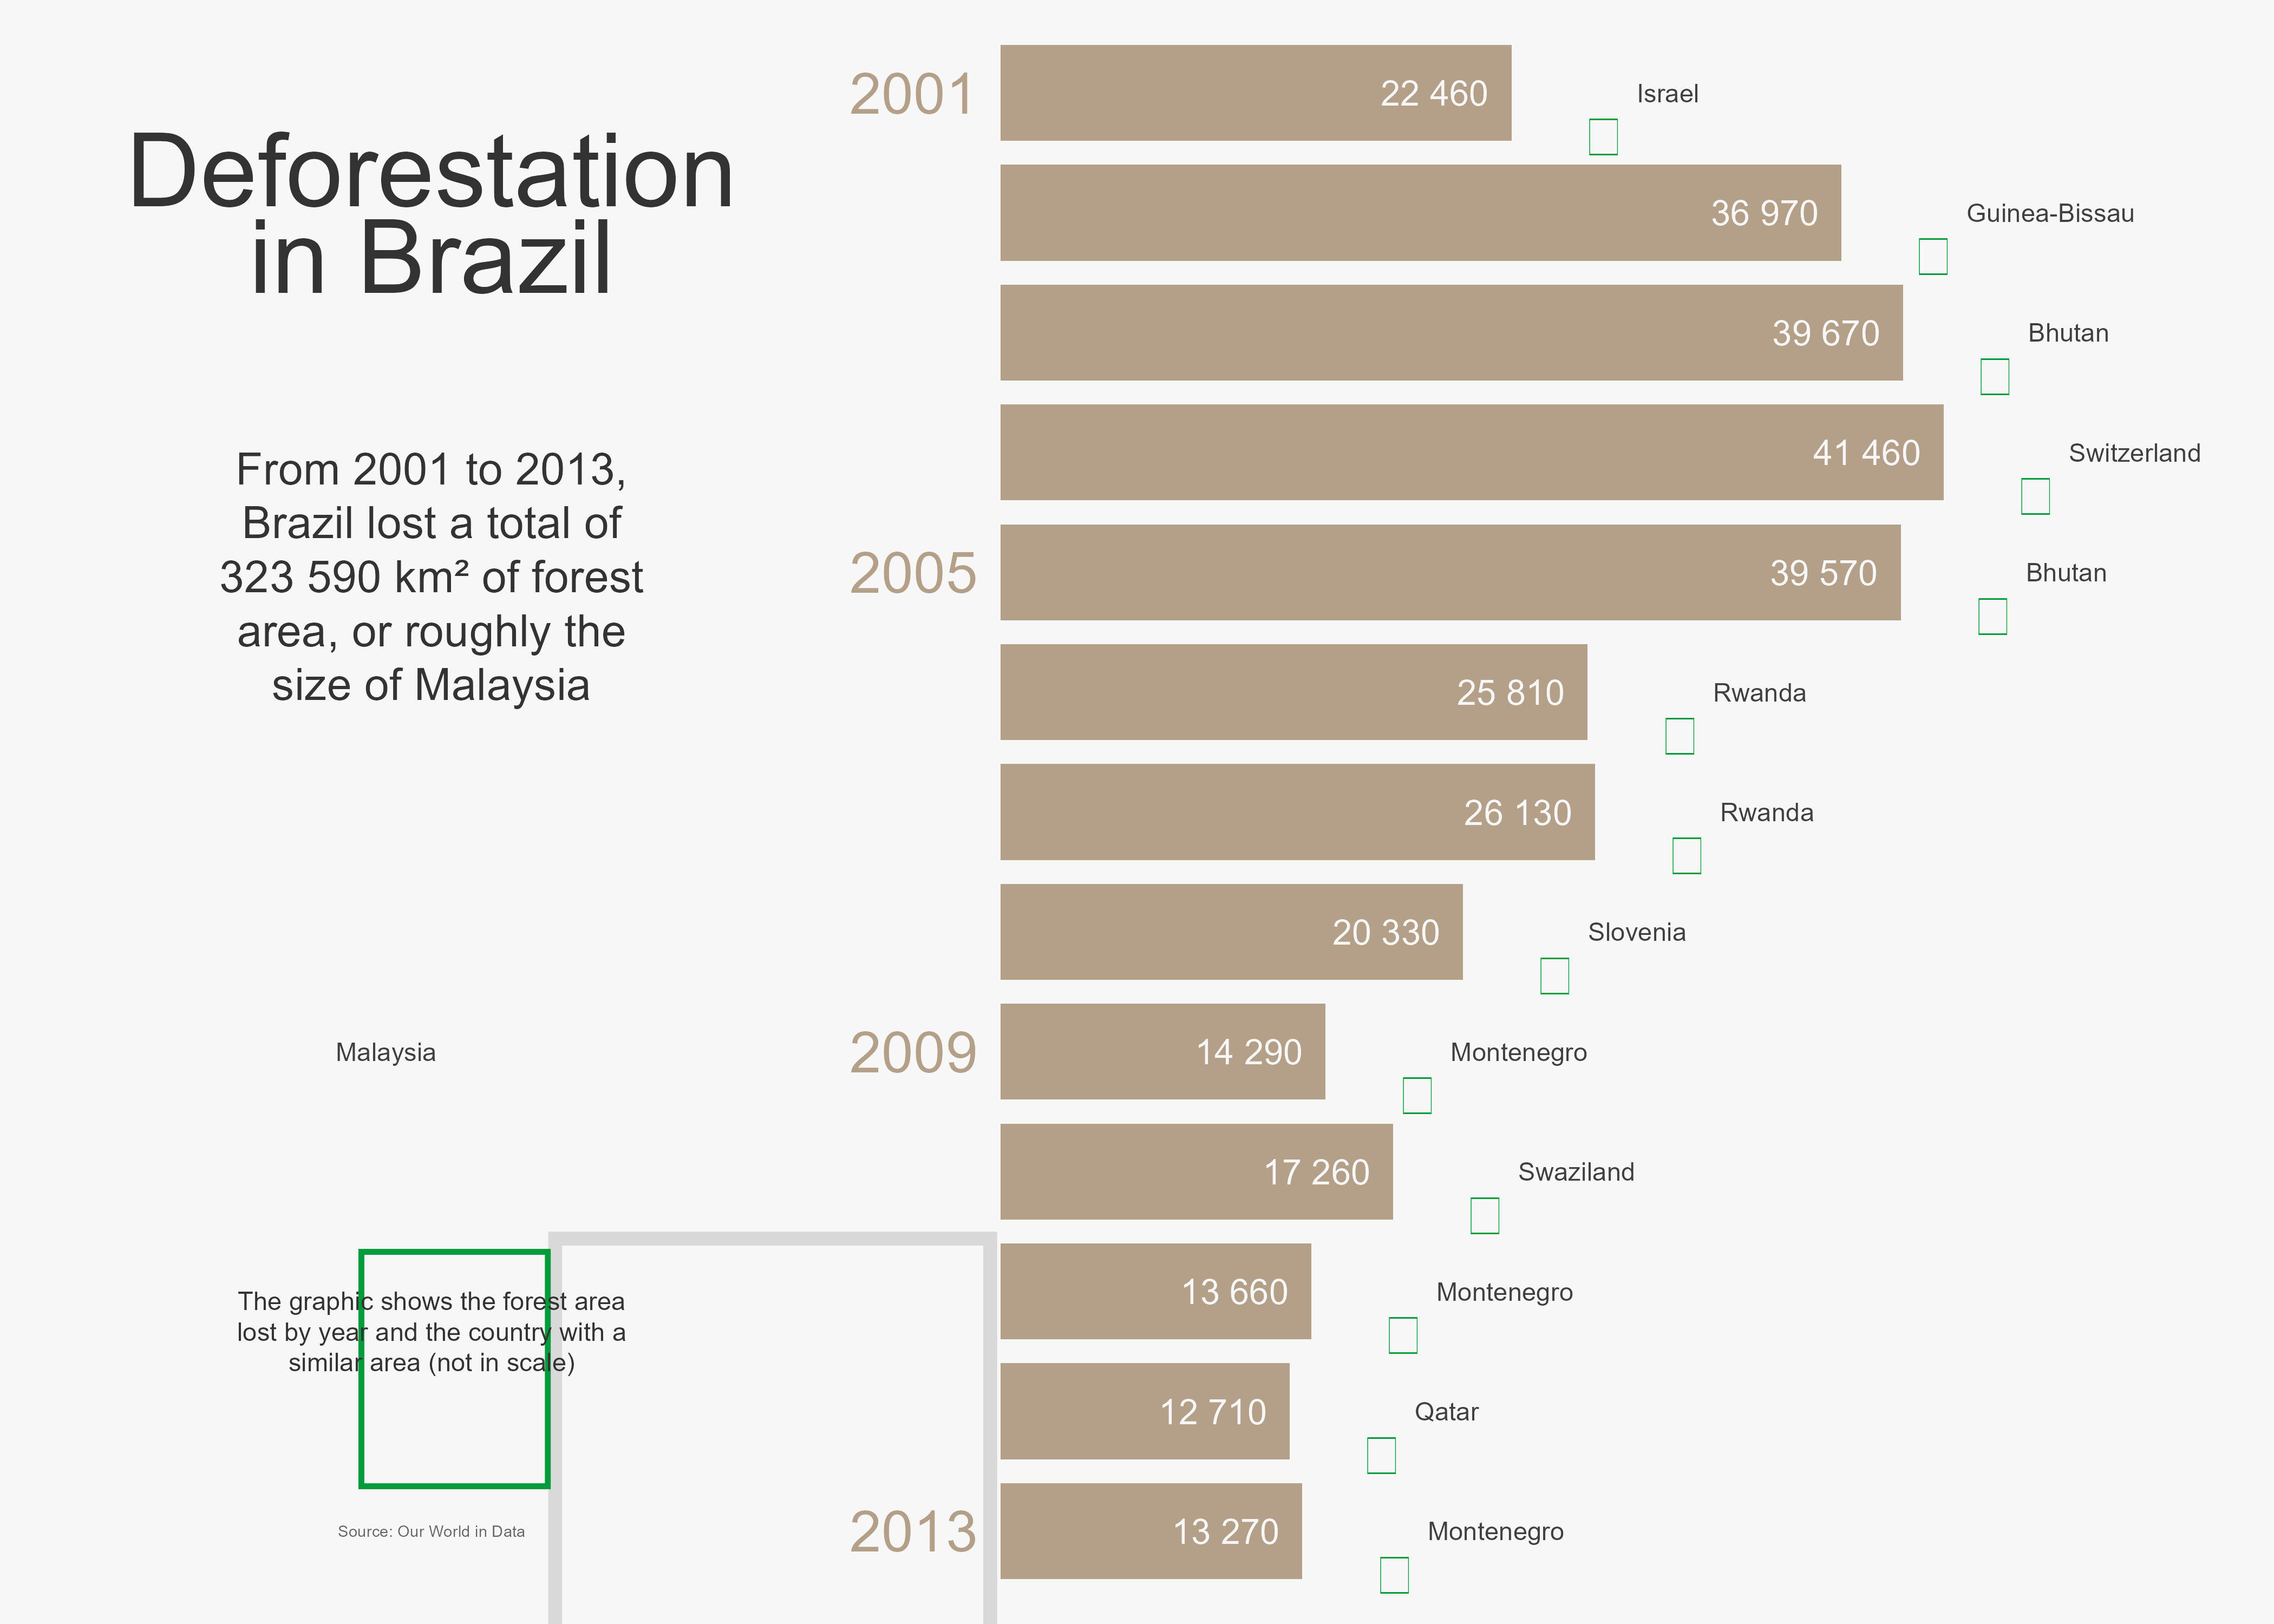 Deforestation
in Brazil
From 2001 to 2013,
Brazil lost a total of
323 590 km² of forest
area, or roughly the
size of Malaysia
Malaysia
The graphic shows the forest area
lost by year and the country with a
similar area (not in scale)
Source: Our World in Data
2001 22 460 Israel
36 970 Guinea-Bissau
39 670 Bhutan
41 460 Switzerland
2005 39 570 Bhutan
25 810 Rwanda
26 130 Rwanda
20 330 Slovenia
2009 14 290 Montenegro
17 260 Swaziland
13 660 Montenegro
12 710 Qatar
2013 13 270 Montenegro